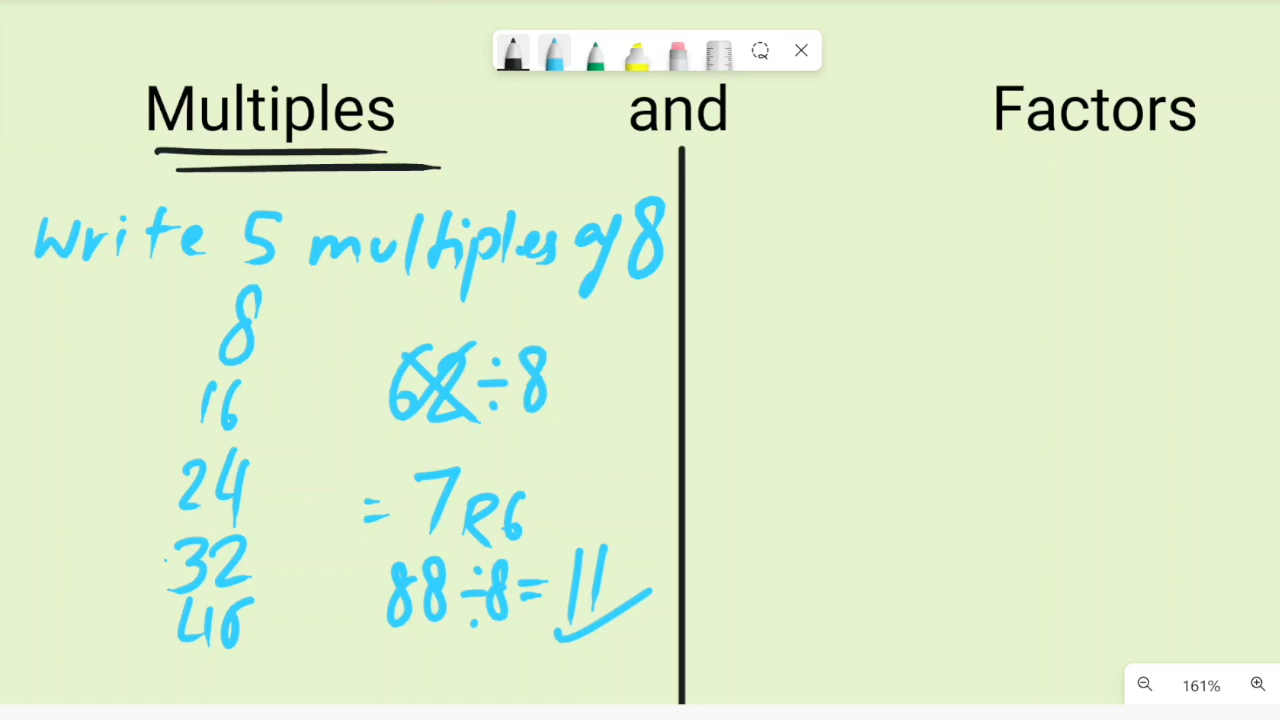 Multiples and Factors
Write 5 multiples of 8
8
16
24
32
40
62 ÷ 8
= 7 R6
88 ÷ 8 = 11
161%